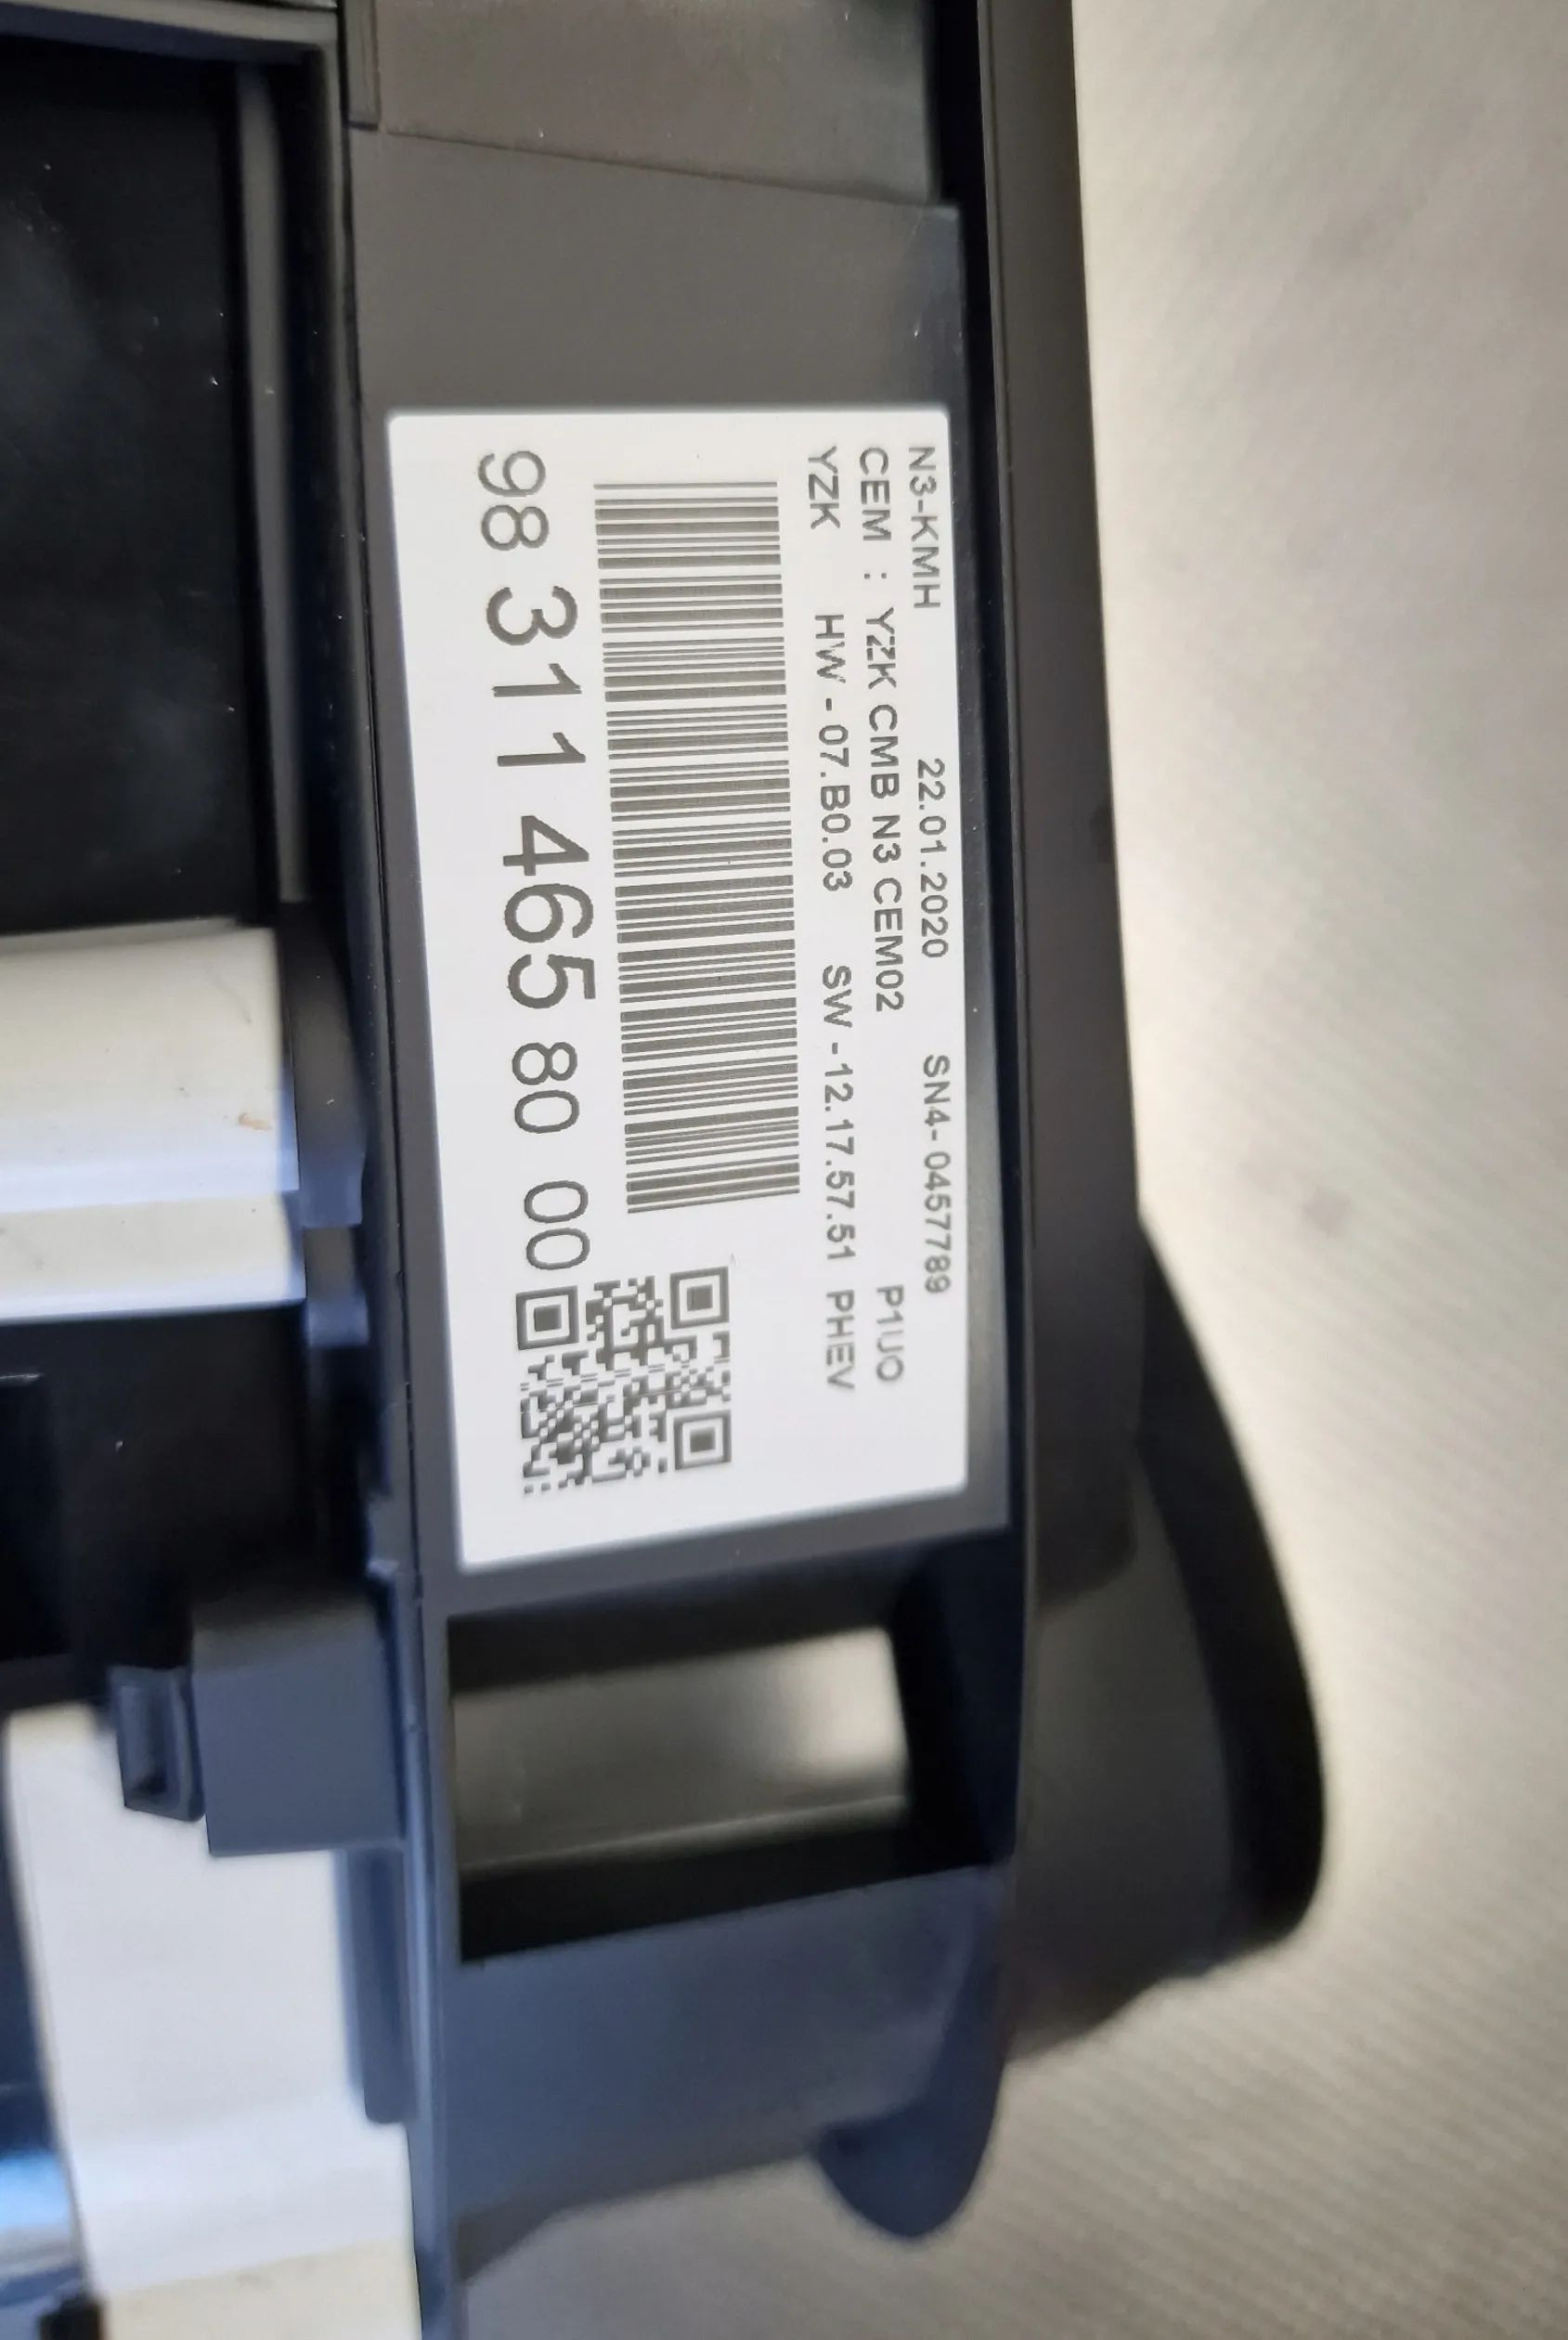 N3-KMH 22.01.2020 SN4-0457789
CEM : YZK CMB N3 CEM02 P1UO
YZK HW-07.B0.03 SW-12.17.57.51 PHEV
98 311 465 80 00